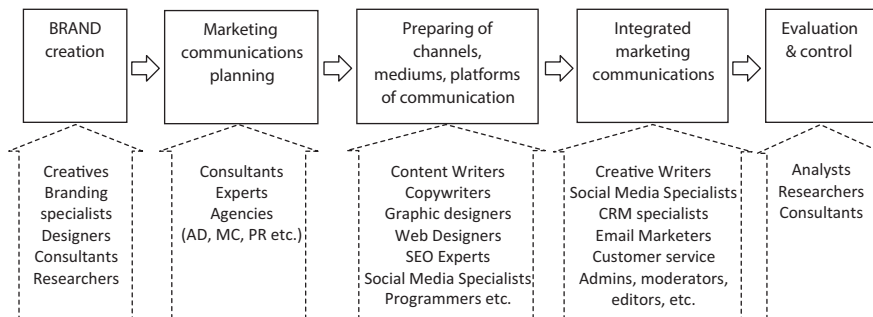 BRAND
creation
Marketing
communications
planning
Preparing of
channels,
mediums, platforms
of communication
Integrated
marketing
communications
Evaluation
& control
Creatives
Branding
specialists
Designers
Consultants
Researchers
Consultants
Experts
Agencies
(AD, MC, PR etc.)
Content Writers
Copywriters
Graphic designers
Web Designers
SEO Experts
Social Media Specialists
Programmers etc.
Creative Writers
Social Media Specialists
CRM specialists
Email Marketers
Customer service
Admins, moderators,
editors, etc.
Analysts
Researchers
Consultants